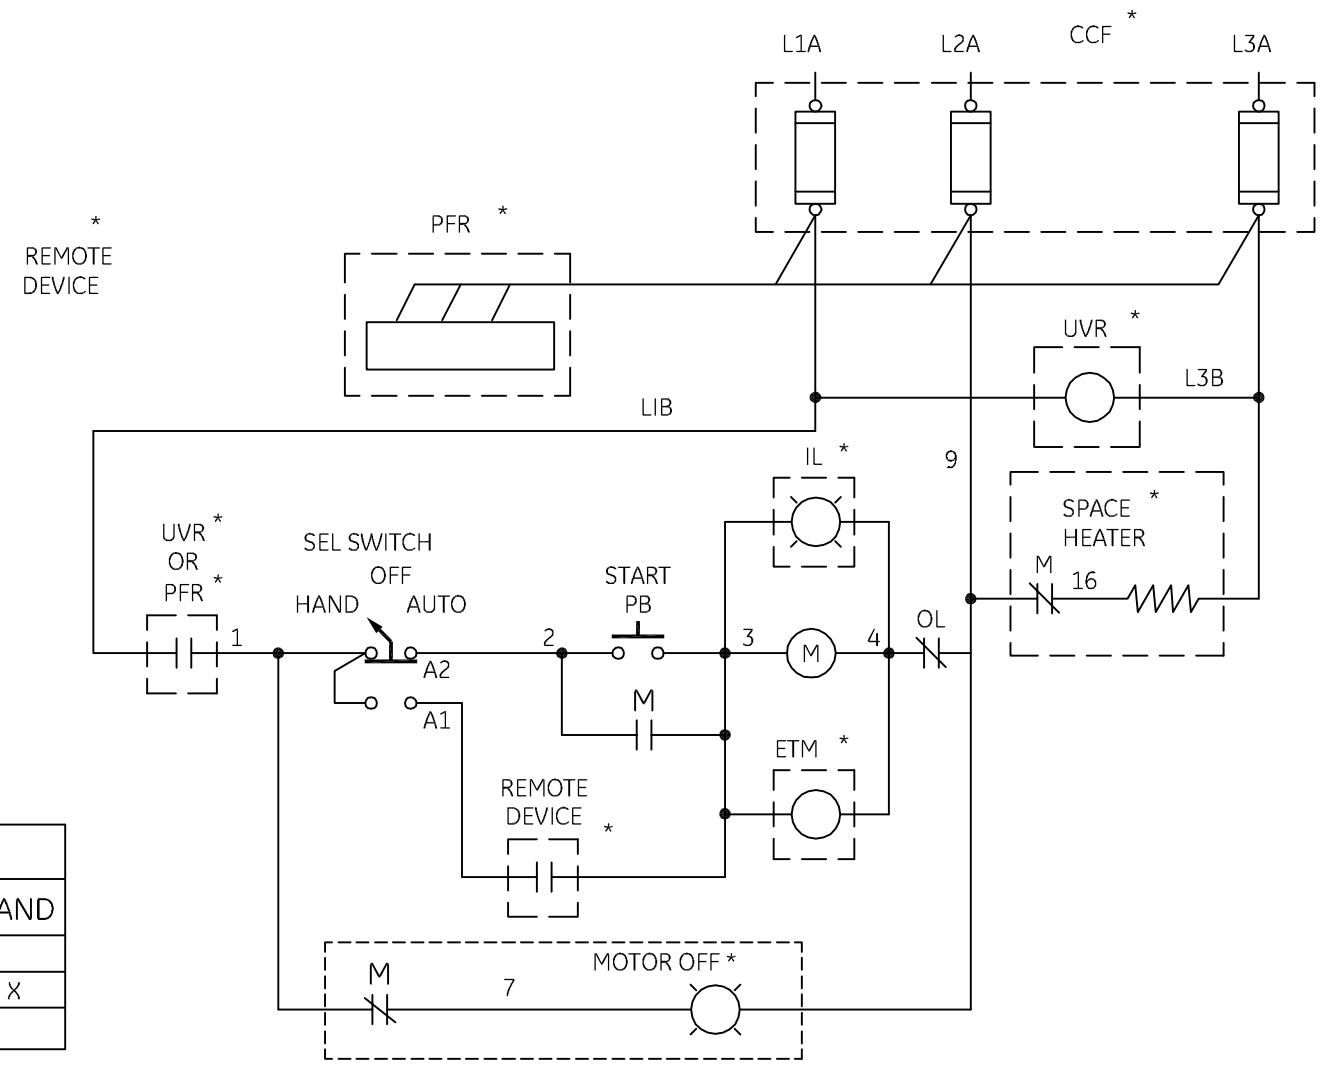 L1A
L2A
CCF *
L3A
*
REMOTE
DEVICE
PFR *
UVR *
L3B
LIB
IL *
9
SPACE *
HEATER
M
16
UVR *
OR
PFR *
SEL SWITCH
OFF
HAND
AUTO
START
PB
1
2
3
M
4
OL
A2
A1
M
ETM *
REMOTE
DEVICE *
AND
X
M
7
MOTOR OFF *